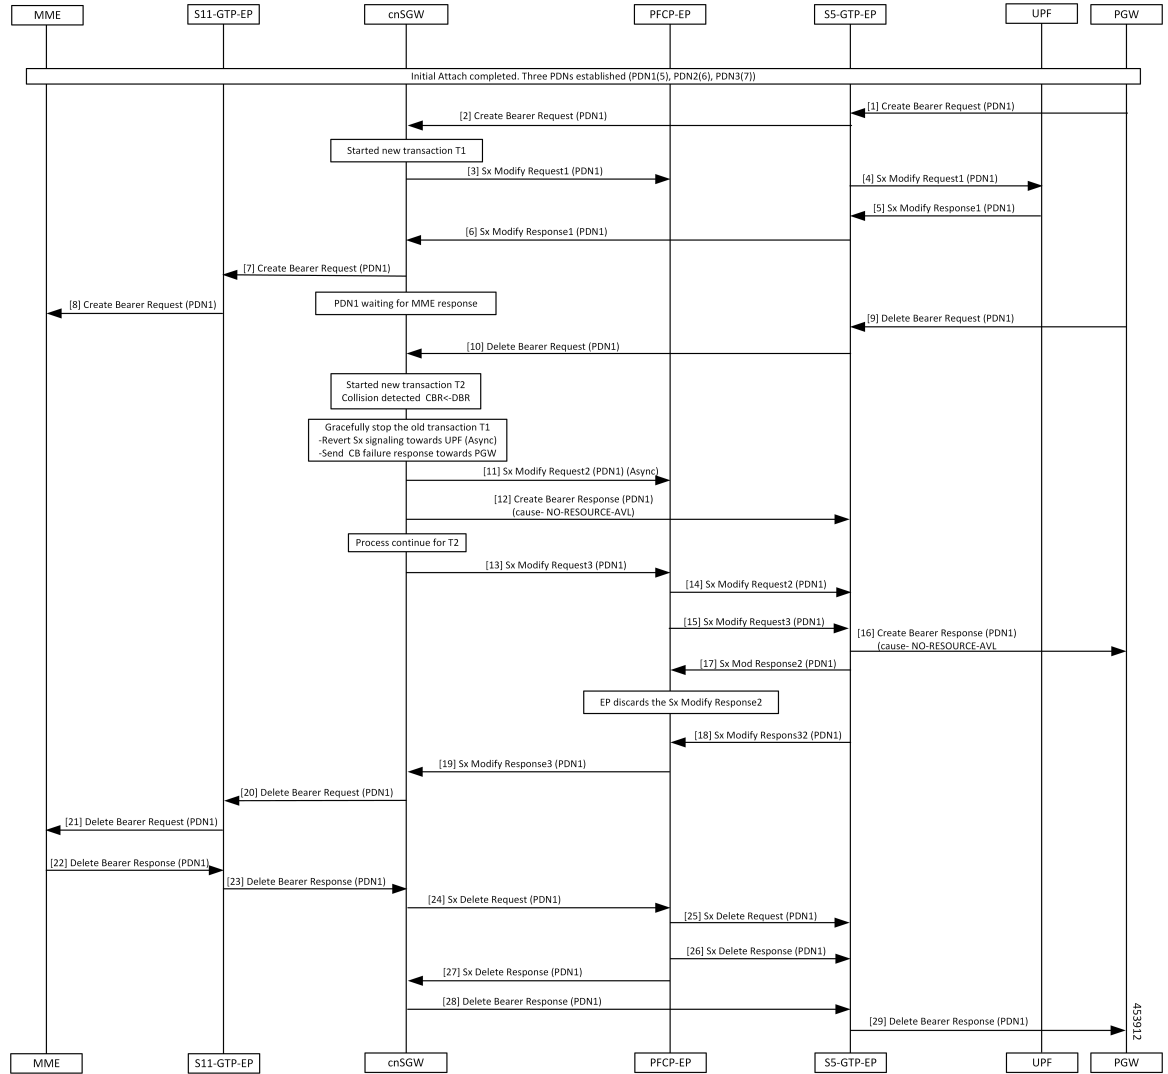 MME
S11-GTP-EP
cnSGW
PFCP-EP
S5-GTP-EP
UPF
PGW
Initial Attach completed. Three PDNs established (PDN1(5), PDN2(6), PDN3(7))
[1] Create Bearer Request (PDN1)
[2] Create Bearer Request (PDN1)
Started new transaction T1
[3] Sx Modify Request1 (PDN1)
[4] Sx Modify Request1 (PDN1)
[5] Sx Modify Response1 (PDN1)
[6] Sx Modify Response1 (PDN1)
[7] Create Bearer Request (PDN1)
PDN1 waiting for MME response
[8] Create Bearer Request (PDN1)
[9] Delete Bearer Request (PDN1)
[10] Delete Bearer Request (PDN1)
Started new transaction T2
Collision detected CBR<-DBR
Gracefully stop the old transaction T1
-Revert Sx signaling towards UPF (Async)
-Send CB failure response towards PGW
[11] Sx Modify Request2 (PDN1) (Async)
[12] Create Bearer Response (PDN1)
(cause- NO-RESOURCE-AVL)
Process continue for T2
[13] Sx Modify Request3 (PDN1)
[14] Sx Modify Request2 (PDN1)
[15] Sx Modify Request3 (PDN1)
[16] Create Bearer Response (PDN1)
(cause- NO-RESOURCE-AVL
[17] Sx Mod Response2 (PDN1)
EP discards the Sx Modify Response2
[18] Sx Modify Respons32 (PDN1)
[19] Sx Modify Response3 (PDN1)
[20] Delete Bearer Request (PDN1)
[21] Delete Bearer Request (PDN1)
[22] Delete Bearer Response (PDN1)
[23] Delete Bearer Response (PDN1)
[24] Sx Delete Request (PDN1)
[25] Sx Delete Request (PDN1)
[26] Sx Delete Response (PDN1)
[27] Sx Delete Response (PDN1)
[28] Delete Bearer Response (PDN1)
[29] Delete Bearer Response (PDN1)
453912
MME
S11-GTP-EP
cnSGW
PFCP-EP
S5-GTP-EP
UPF
PGW